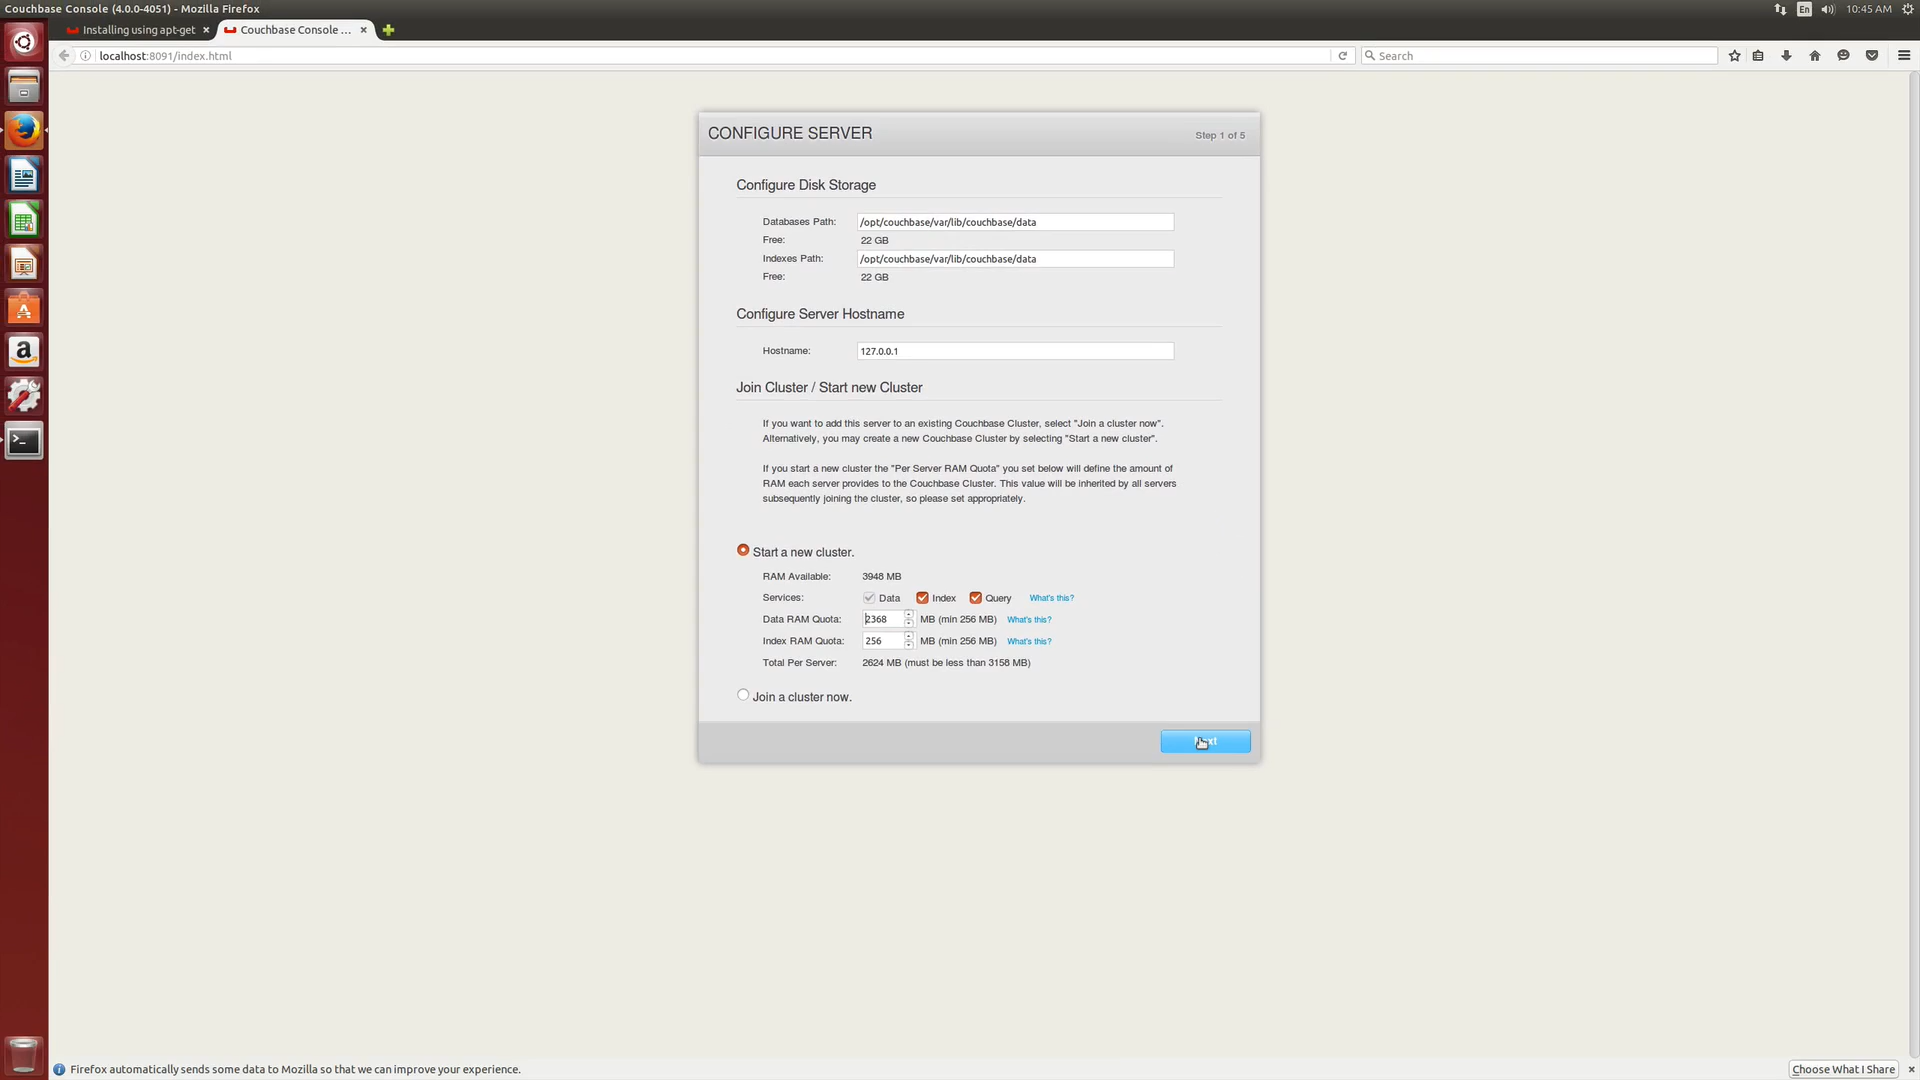 Couchbase Console (4.0.0-4051) - Mozilla Firefox
En
10:45 AM
Installing using apt-get
Couchbase Console ...
localhost:8091/index.html
Search
CONFIGURE SERVER
Step 1 of 5
Configure Disk Storage
Databases Path: /opt/couchbase/var/lib/couchbase/data
Free: 22 GB
Indexes Path: /opt/couchbase/var/lib/couchbase/data
Free: 22 GB
Configure Server Hostname
Hostname: 127.0.0.1
Join Cluster / Start new Cluster
If you want to add this server to an existing Couchbase Cluster, select "Join a cluster now".
Alternatively, you may create a new Couchbase Cluster by selecting "Start a new cluster".
If you start a new cluster the "Per Server RAM Quota" you set below will define the amount of
RAM each server provides to the Couchbase Cluster. This value will be inherited by all servers
subsequently joining the cluster, so please set appropriately.
Start a new cluster.
RAM Available: 3948 MB
Services: Data Index Query What's this?
Data RAM Quota: 2368 MB (min 256 MB) What's this?
Index RAM Quota: 256 MB (min 256 MB) What's this?
Total Per Server: 2624 MB (must be less than 3158 MB)
Join a cluster now.
Next
Firefox automatically sends some data to Mozilla so that we can improve your experience.
Choose What I Share